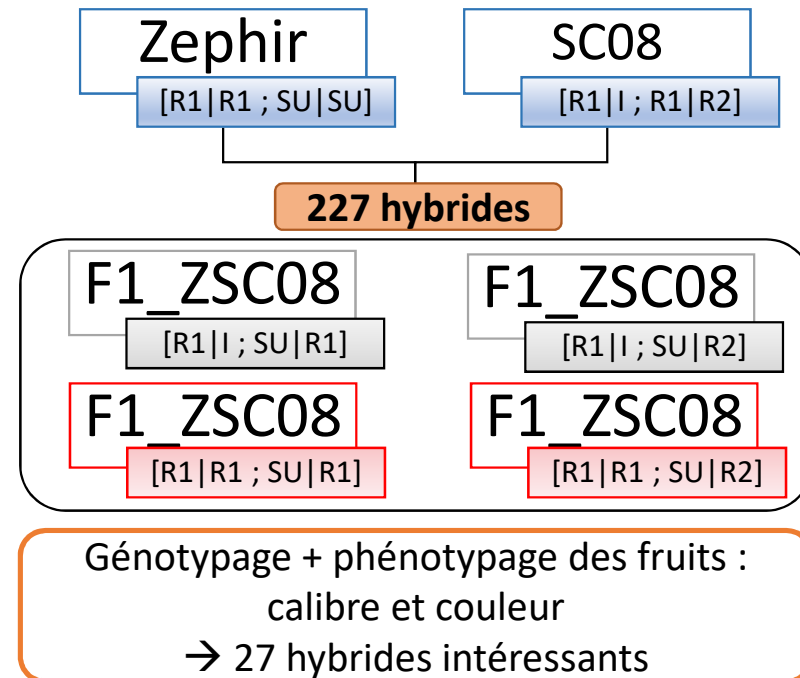 Zephir
[R1|R1 ; SU|SU]
SC08
[R1|I ; R1|R2]
227 hybrides
F1_ZSC08
[R1|I ; SU|R1]
F1_ZSC08
[R1|I ; SU|R2]
F1_ZSC08
[R1|R1 ; SU|R1]
F1_ZSC08
[R1|R1 ; SU|R2]
Génotypage + phénotypage des fruits :
calibre et couleur
→ 27 hybrides intéressants